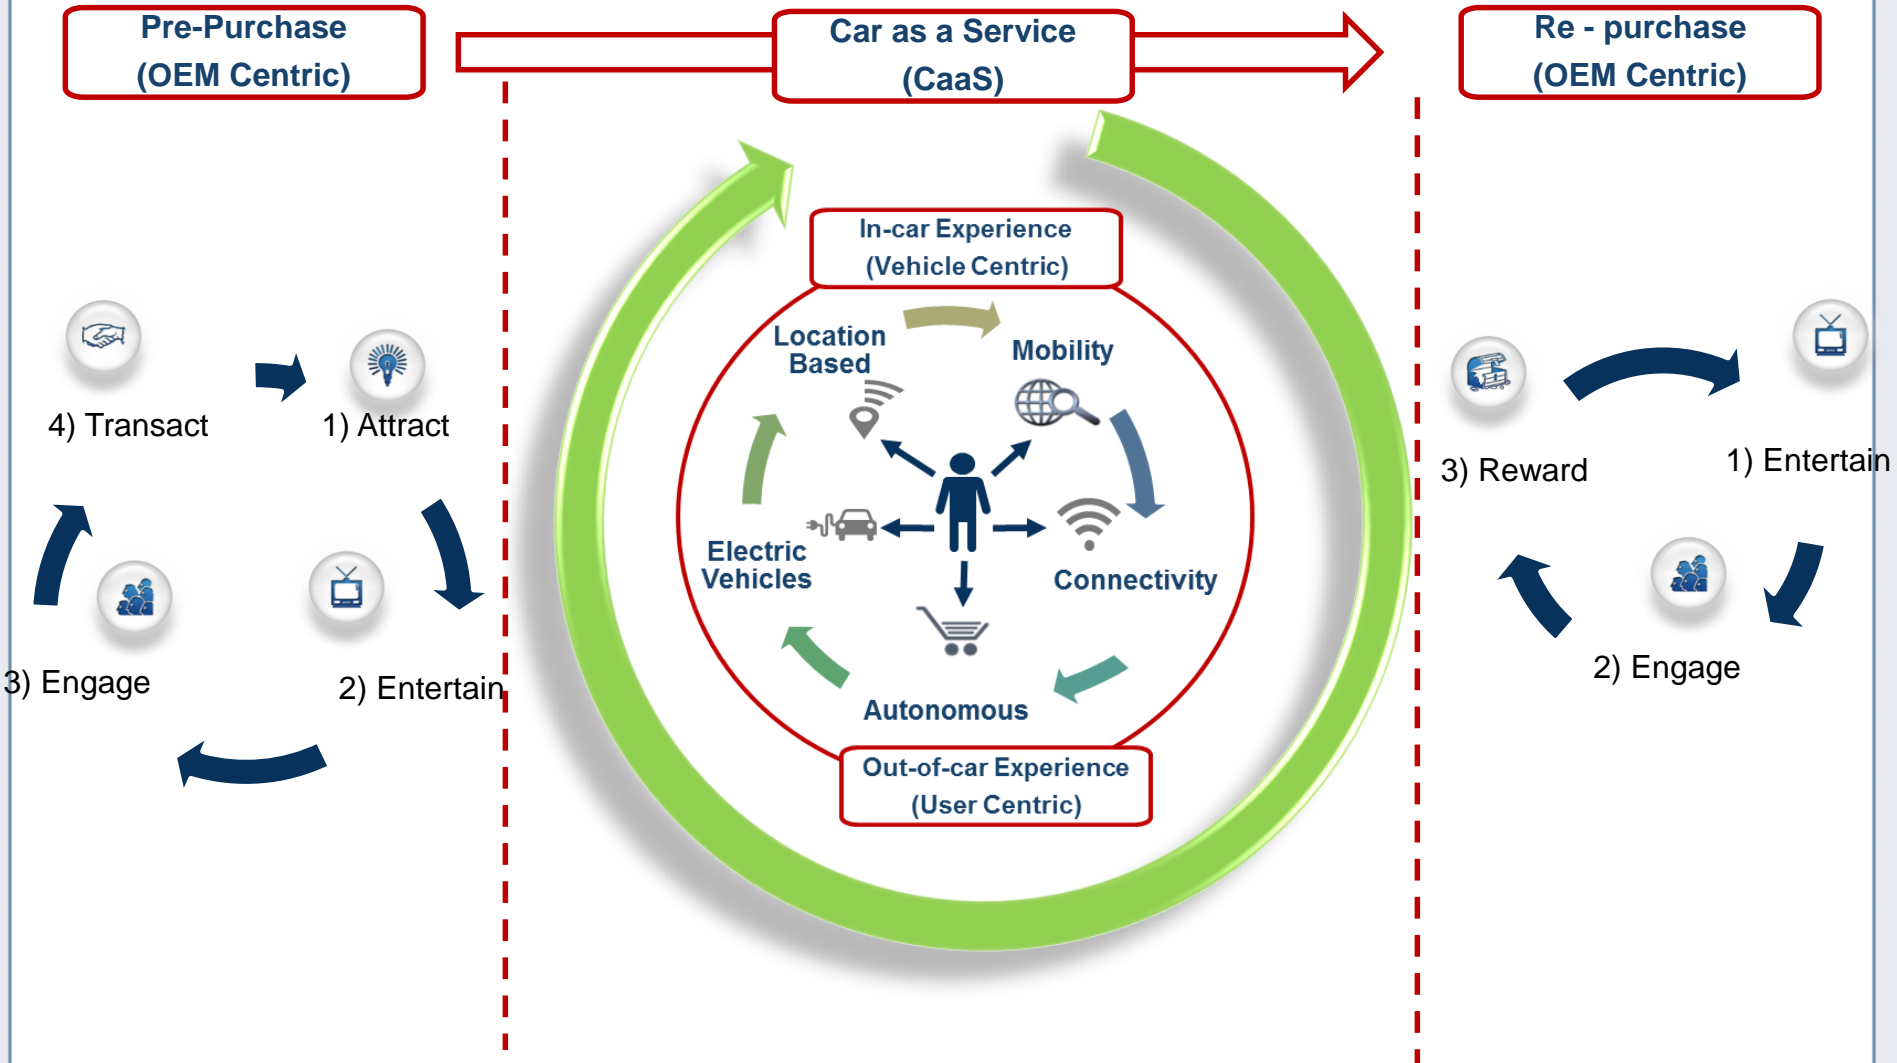 Pre-Purchase
(OEM Centric)
Car as a Service
(CaaS)
Re - purchase
(OEM Centric)
4) Transact
1) Attract
3) Engage
2) Entertain
In-car Experience
(Vehicle Centric)
Location
Based
Mobility
Electric
Vehicles
Connectivity
Autonomous
Out-of-car Experience
(User Centric)
3) Reward
1) Entertain
2) Engage